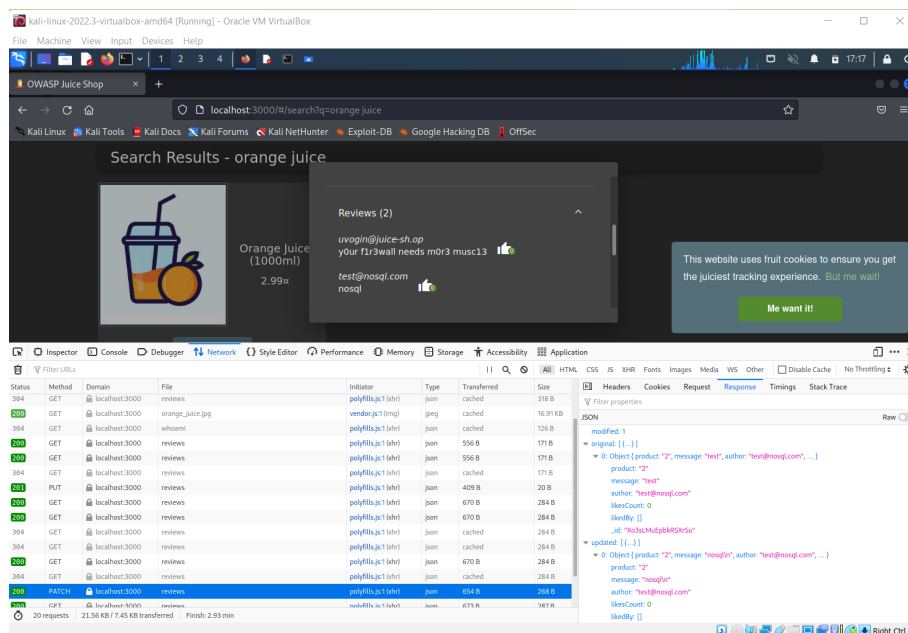 kali-linux-2022.3-virtualbox-amd64 [Running] - Oracle VM VirtualBox
File Machine View Input Devices Help
1 2 3 4 17:17
OWASP Juice Shop × +
localhost:3000/#/search?q=orange juice
Kali Linux Kali Tools Kali Docs Kali Forums Kali NetHunter Exploit-DB Google Hacking DB OffSec
Search Results - orange juice
Orange Juice
(1000ml)
2.99¤
Reviews (2)
uvogin@juice-sh.op
y0ur f1r3wall needs m0r3 musc13
0
test@nosql.com
nosql
0
This website uses fruit cookies to ensure you get
the juiciest tracking experience. But me wait!
Me want it!
Inspector Console Debugger Network {} Style Editor Performance Memory Storage Accessibility Application
Filter URLs All HTML CSS JS XHR Fonts Images Media WS Other Disable Cache No Throttling
Status Method Domain File Initiator Type Transferred Size
304 GET localhost:3000 reviews polyfills.js:1 (xhr) json cached 318 B
200 GET localhost:3000 orange_juice.jpg vendor.js:1 (img) jpeg cached 16.91 KB
304 GET localhost:3000 whoami polyfills.js:1 (xhr) json cached 126 B
200 GET localhost:3000 reviews polyfills.js:1 (xhr) json 556 B 171 B
200 GET localhost:3000 reviews polyfills.js:1 (xhr) json 556 B 171 B
304 GET localhost:3000 reviews polyfills.js:1 (xhr) json cached 171 B
201 PUT localhost:3000 reviews polyfills.js:1 (xhr) json 409 B 20 B
200 GET localhost:3000 reviews polyfills.js:1 (xhr) json 670 B 284 B
200 GET localhost:3000 reviews polyfills.js:1 (xhr) json 670 B 284 B
304 GET localhost:3000 reviews polyfills.js:1 (xhr) json cached 284 B
304 GET localhost:3000 reviews polyfills.js:1 (xhr) json cached 284 B
200 GET localhost:3000 reviews polyfills.js:1 (xhr) json 670 B 284 B
304 GET localhost:3000 reviews polyfills.js:1 (xhr) json cached 284 B
200 PATCH localhost:3000 reviews polyfills.js:1 (xhr) json 654 B 268 B
200 GET localhost:3000 reviews polyfills.js:1 (xhr) json 673 B 287 B
20 requests 21.56 KB / 7.45 KB transferred Finish: 2.93 min
Headers Cookies Request Response Timings Stack Trace
Filter properties
JSON Raw
modified: 1
original: [ {…} ]
0: Object { product: "2", message: "test", author: "test@nosql.com", … }
product: "2"
message: "test"
author: "test@nosql.com"
likesCount: 0
likedBy: []
_id: "Xo3sLMuEpbkRSXrSu"
updated: [ {…} ]
0: Object { product: "2", message: "nosql\n", author: "test@nosql.com", … }
product: "2"
message: "nosql\n"
author: "test@nosql.com"
likesCount: 0
likedBy: []
Right Ctrl